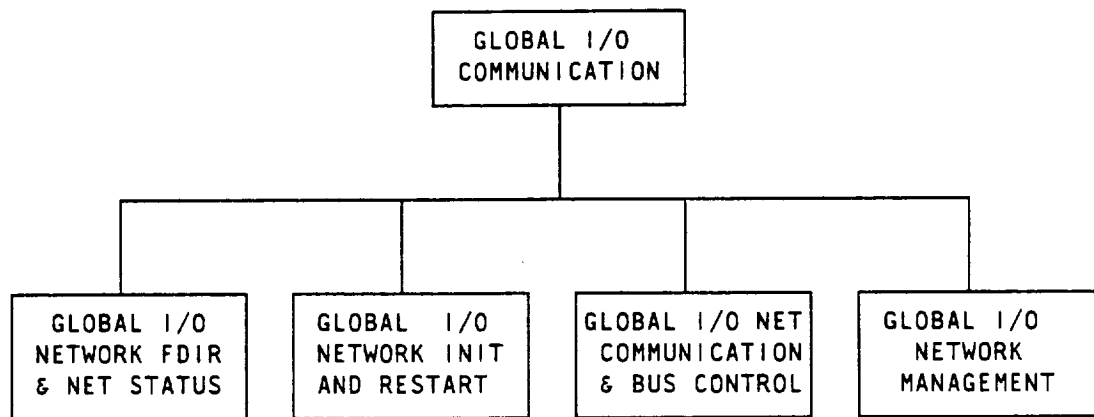 GLOBAL I/O
COMMUNICATION
GLOBAL I/O
NETWORK FDIR
& NET STATUS
GLOBAL I/O
NETWORK INIT
AND RESTART
GLOBAL I/O NET
COMMUNICATION
& BUS CONTROL
GLOBAL I/O
NETWORK
MANAGEMENT